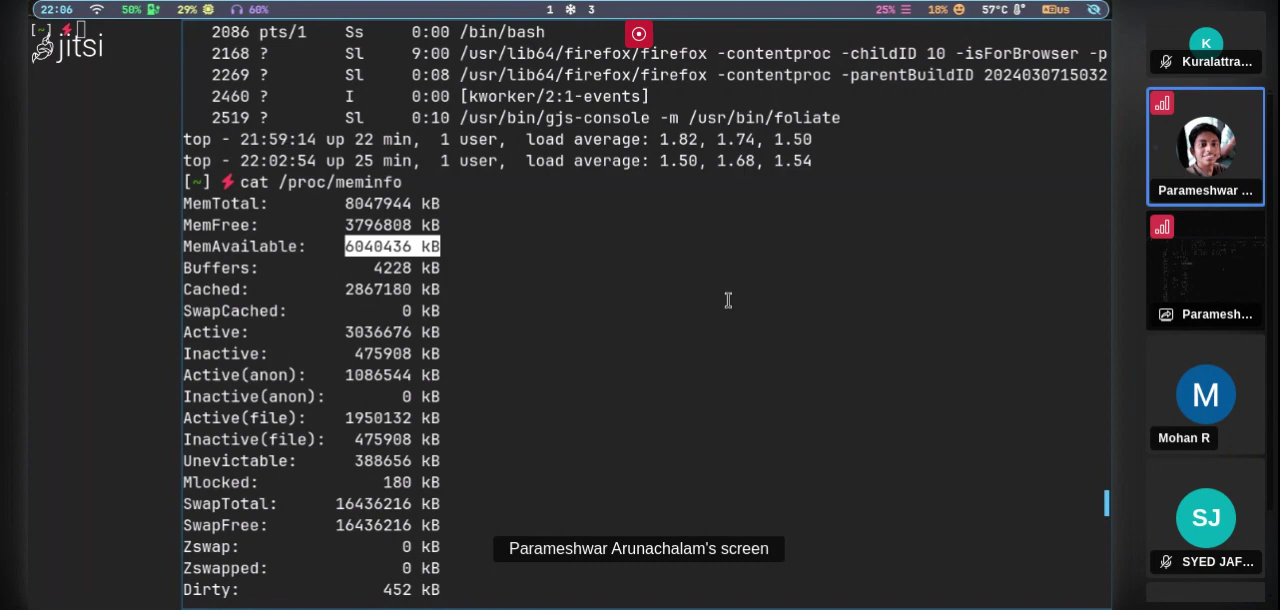 22:06 50% 29% 60% 1 3 25% 18% 57°C us
[~]
jitsi
2086 pts/1 Ss 0:00 /bin/bash
2168 ? Sl 9:00 /usr/lib64/firefox/firefox -contentproc -childID 10 -isForBrowser -p
2269 ? Sl 0:08 /usr/lib64/firefox/firefox -contentproc -parentBuildID 2024030715032
2460 ? I 0:00 [kworker/2:1-events]
2519 ? Sl 0:10 /usr/bin/gjs-console -m /usr/bin/foliate
top - 21:59:14 up 22 min, 1 user, load average: 1.82, 1.74, 1.50
top - 22:02:54 up 25 min, 1 user, load average: 1.50, 1.68, 1.54
[~] cat /proc/meminfo
MemTotal: 8047944 kB
MemFree: 3796808 kB
MemAvailable: 6040436 kB
Buffers: 4228 kB
Cached: 2867180 kB
SwapCached: 0 kB
Active: 3036676 kB
Inactive: 475908 kB
Active(anon): 1086544 kB
Inactive(anon): 0 kB
Active(file): 1950132 kB
Inactive(file): 475908 kB
Unevictable: 388656 kB
Mlocked: 180 kB
SwapTotal: 16436216 kB
SwapFree: 16436216 kB
Zswap: 0 kB
Zswapped: 0 kB
Dirty: 452 kB
Parameshwar Arunachalam's screen
K
Kuralattra...
Parameshwar ...
Paramesh...
M
Mohan R
SJ
SYED JAF...